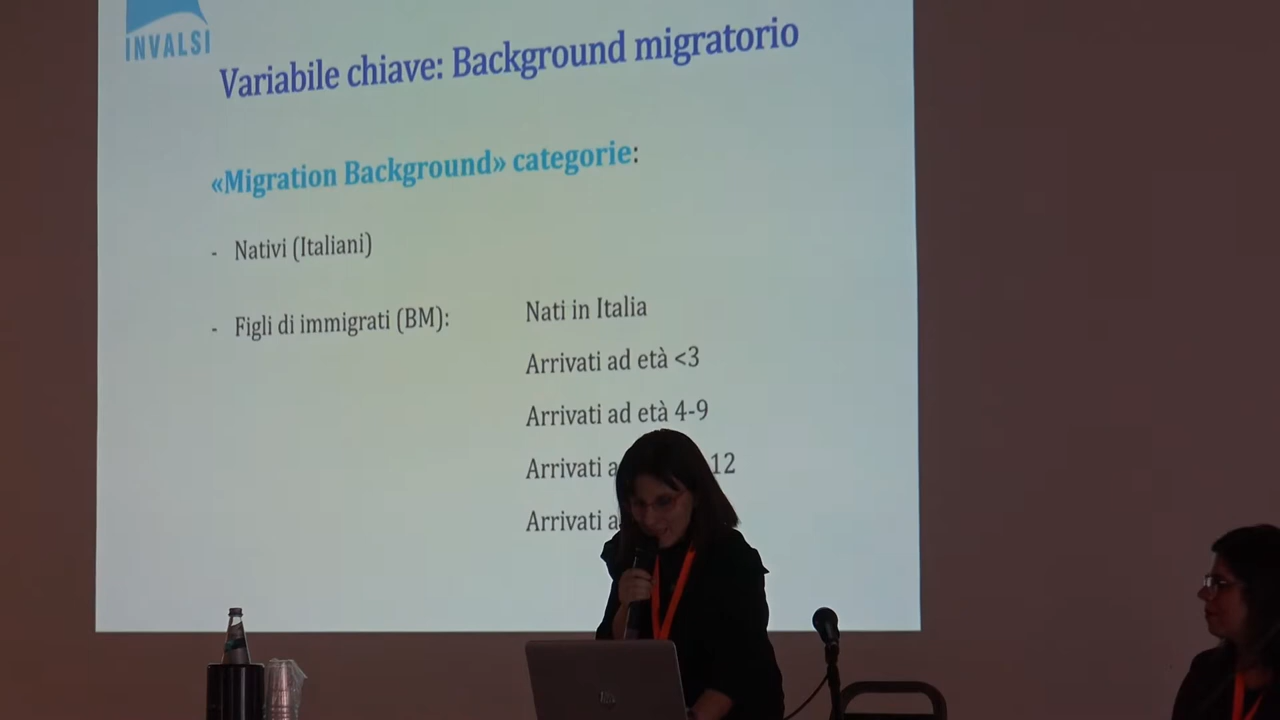 INVALSI
Variabile chiave: Background migratorio
«Migration Background» categorie:
- Nativi (Italiani)
- Figli di immigrati (BM):
Nati in Italia
Arrivati ad età <3
Arrivati ad età 4-9
Arrivati a 12
Arrivati a